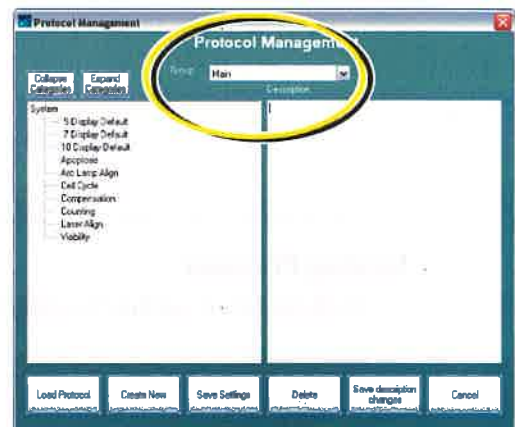 Protocol Management
Protocol Management
Group
Main
Collapse Categories
Expand Categories
Description
System
5 Display Default
7 Display Default
10 Display Default
Apoptosis
Arc Lamp Align
Cell Cycle
Compensation
Counting
Laser Align
Viability
Load Protocol
Create New
Save Settings
Delete
Save description changes
Cancel